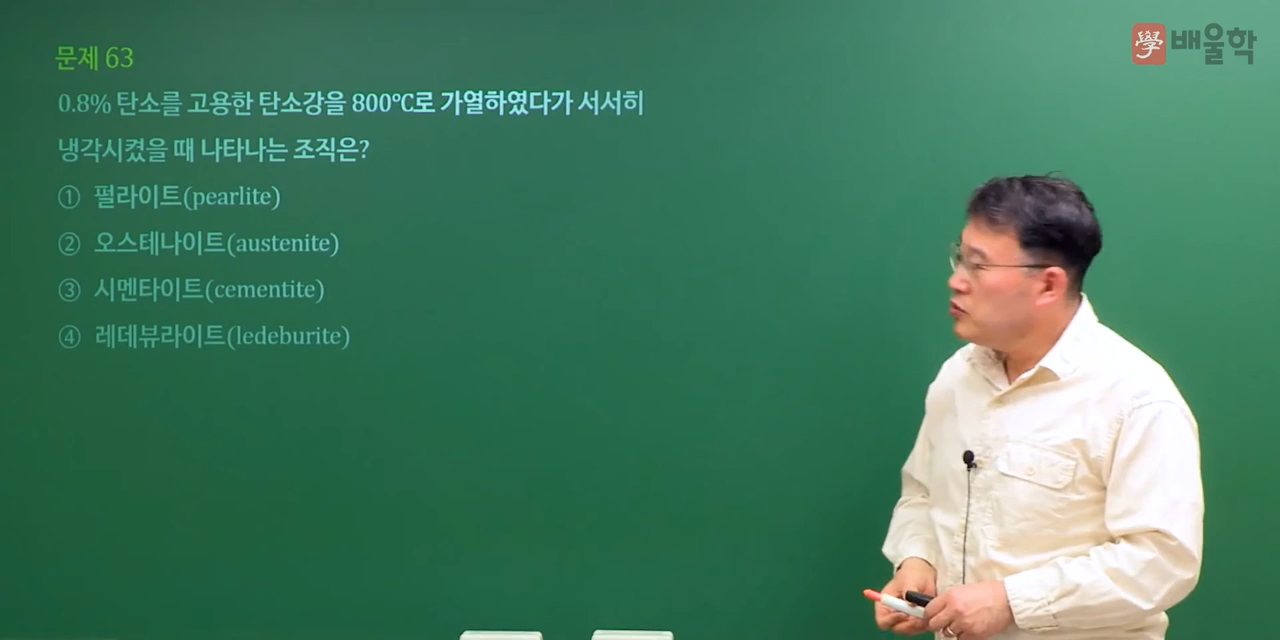 學 배울학
문제 63
0.8% 탄소를 고용한 탄소강을 800℃로 가열하였다가 서서히
냉각시켰을 때 나타나는 조직은?
① 펄라이트(pearlite)
② 오스테나이트(austenite)
③ 시멘타이트(cementite)
④ 레데뷰라이트(ledeburite)